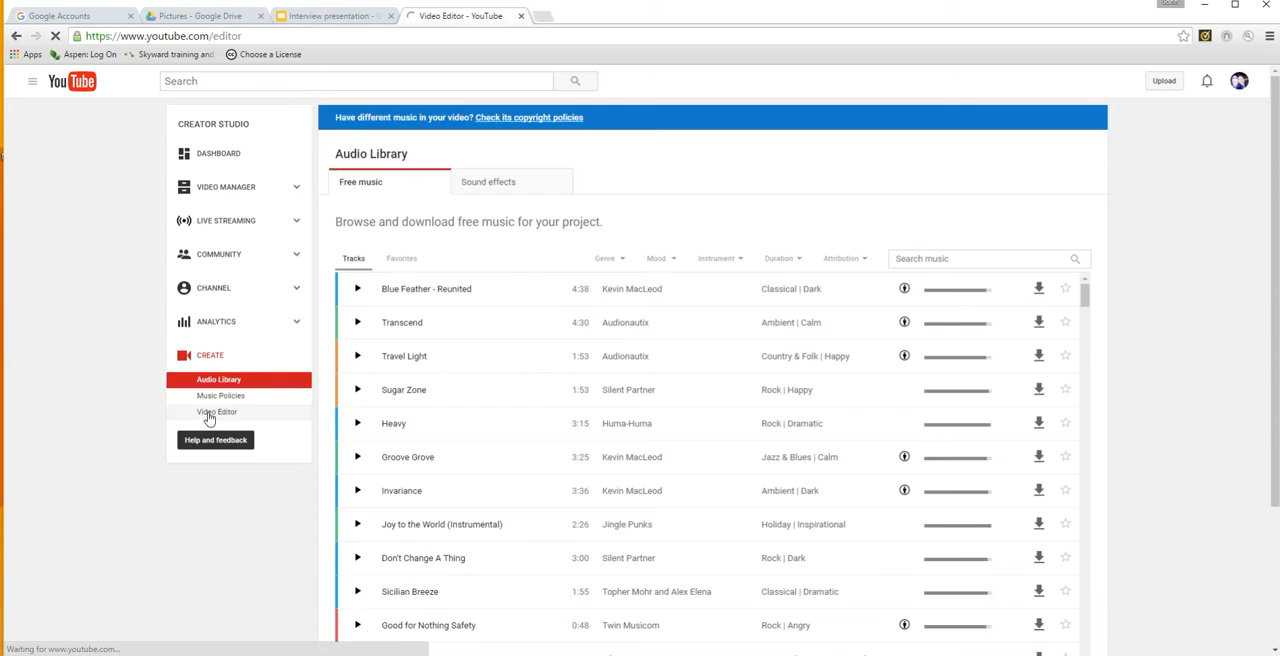 Google Accounts
Pictures - Google Drive
Interview presentation -
Video Editor - YouTube
https://www.youtube.com/editor
Apps
Aspen: Log On
Skyward training and
Choose a License
YouTube
Search
Upload
CREATOR STUDIO
DASHBOARD
VIDEO MANAGER
LIVE STREAMING
COMMUNITY
CHANNEL
ANALYTICS
CREATE
Audio Library
Music Policies
Video Editor
Help and feedback
Have different music in your video? Check its copyright policies
Audio Library
Free music
Sound effects
Browse and download free music for your project.
Tracks Favorites Genre Mood Instrument Duration Attribution Search music
Blue Feather - Reunited 4:38 Kevin MacLeod Classical | Dark
Transcend 4:30 Audionautix Ambient | Calm
Travel Light 1:53 Audionautix Country & Folk | Happy
Sugar Zone 1:53 Silent Partner Rock | Happy
Heavy 3:15 Huma-Huma Rock | Dramatic
Groove Grove 3:25 Kevin MacLeod Jazz & Blues | Calm
Invariance 3:36 Kevin MacLeod Ambient | Dark
Joy to the World (Instrumental) 2:26 Jingle Punks Holiday | Inspirational
Don't Change A Thing 3:00 Silent Partner Rock | Dark
Sicilian Breeze 1:55 Topher Mohr and Alex Elena Classical | Dramatic
Good for Nothing Safety 0:48 Twin Musicom Rock | Angry
Waiting for www.youtube.com...